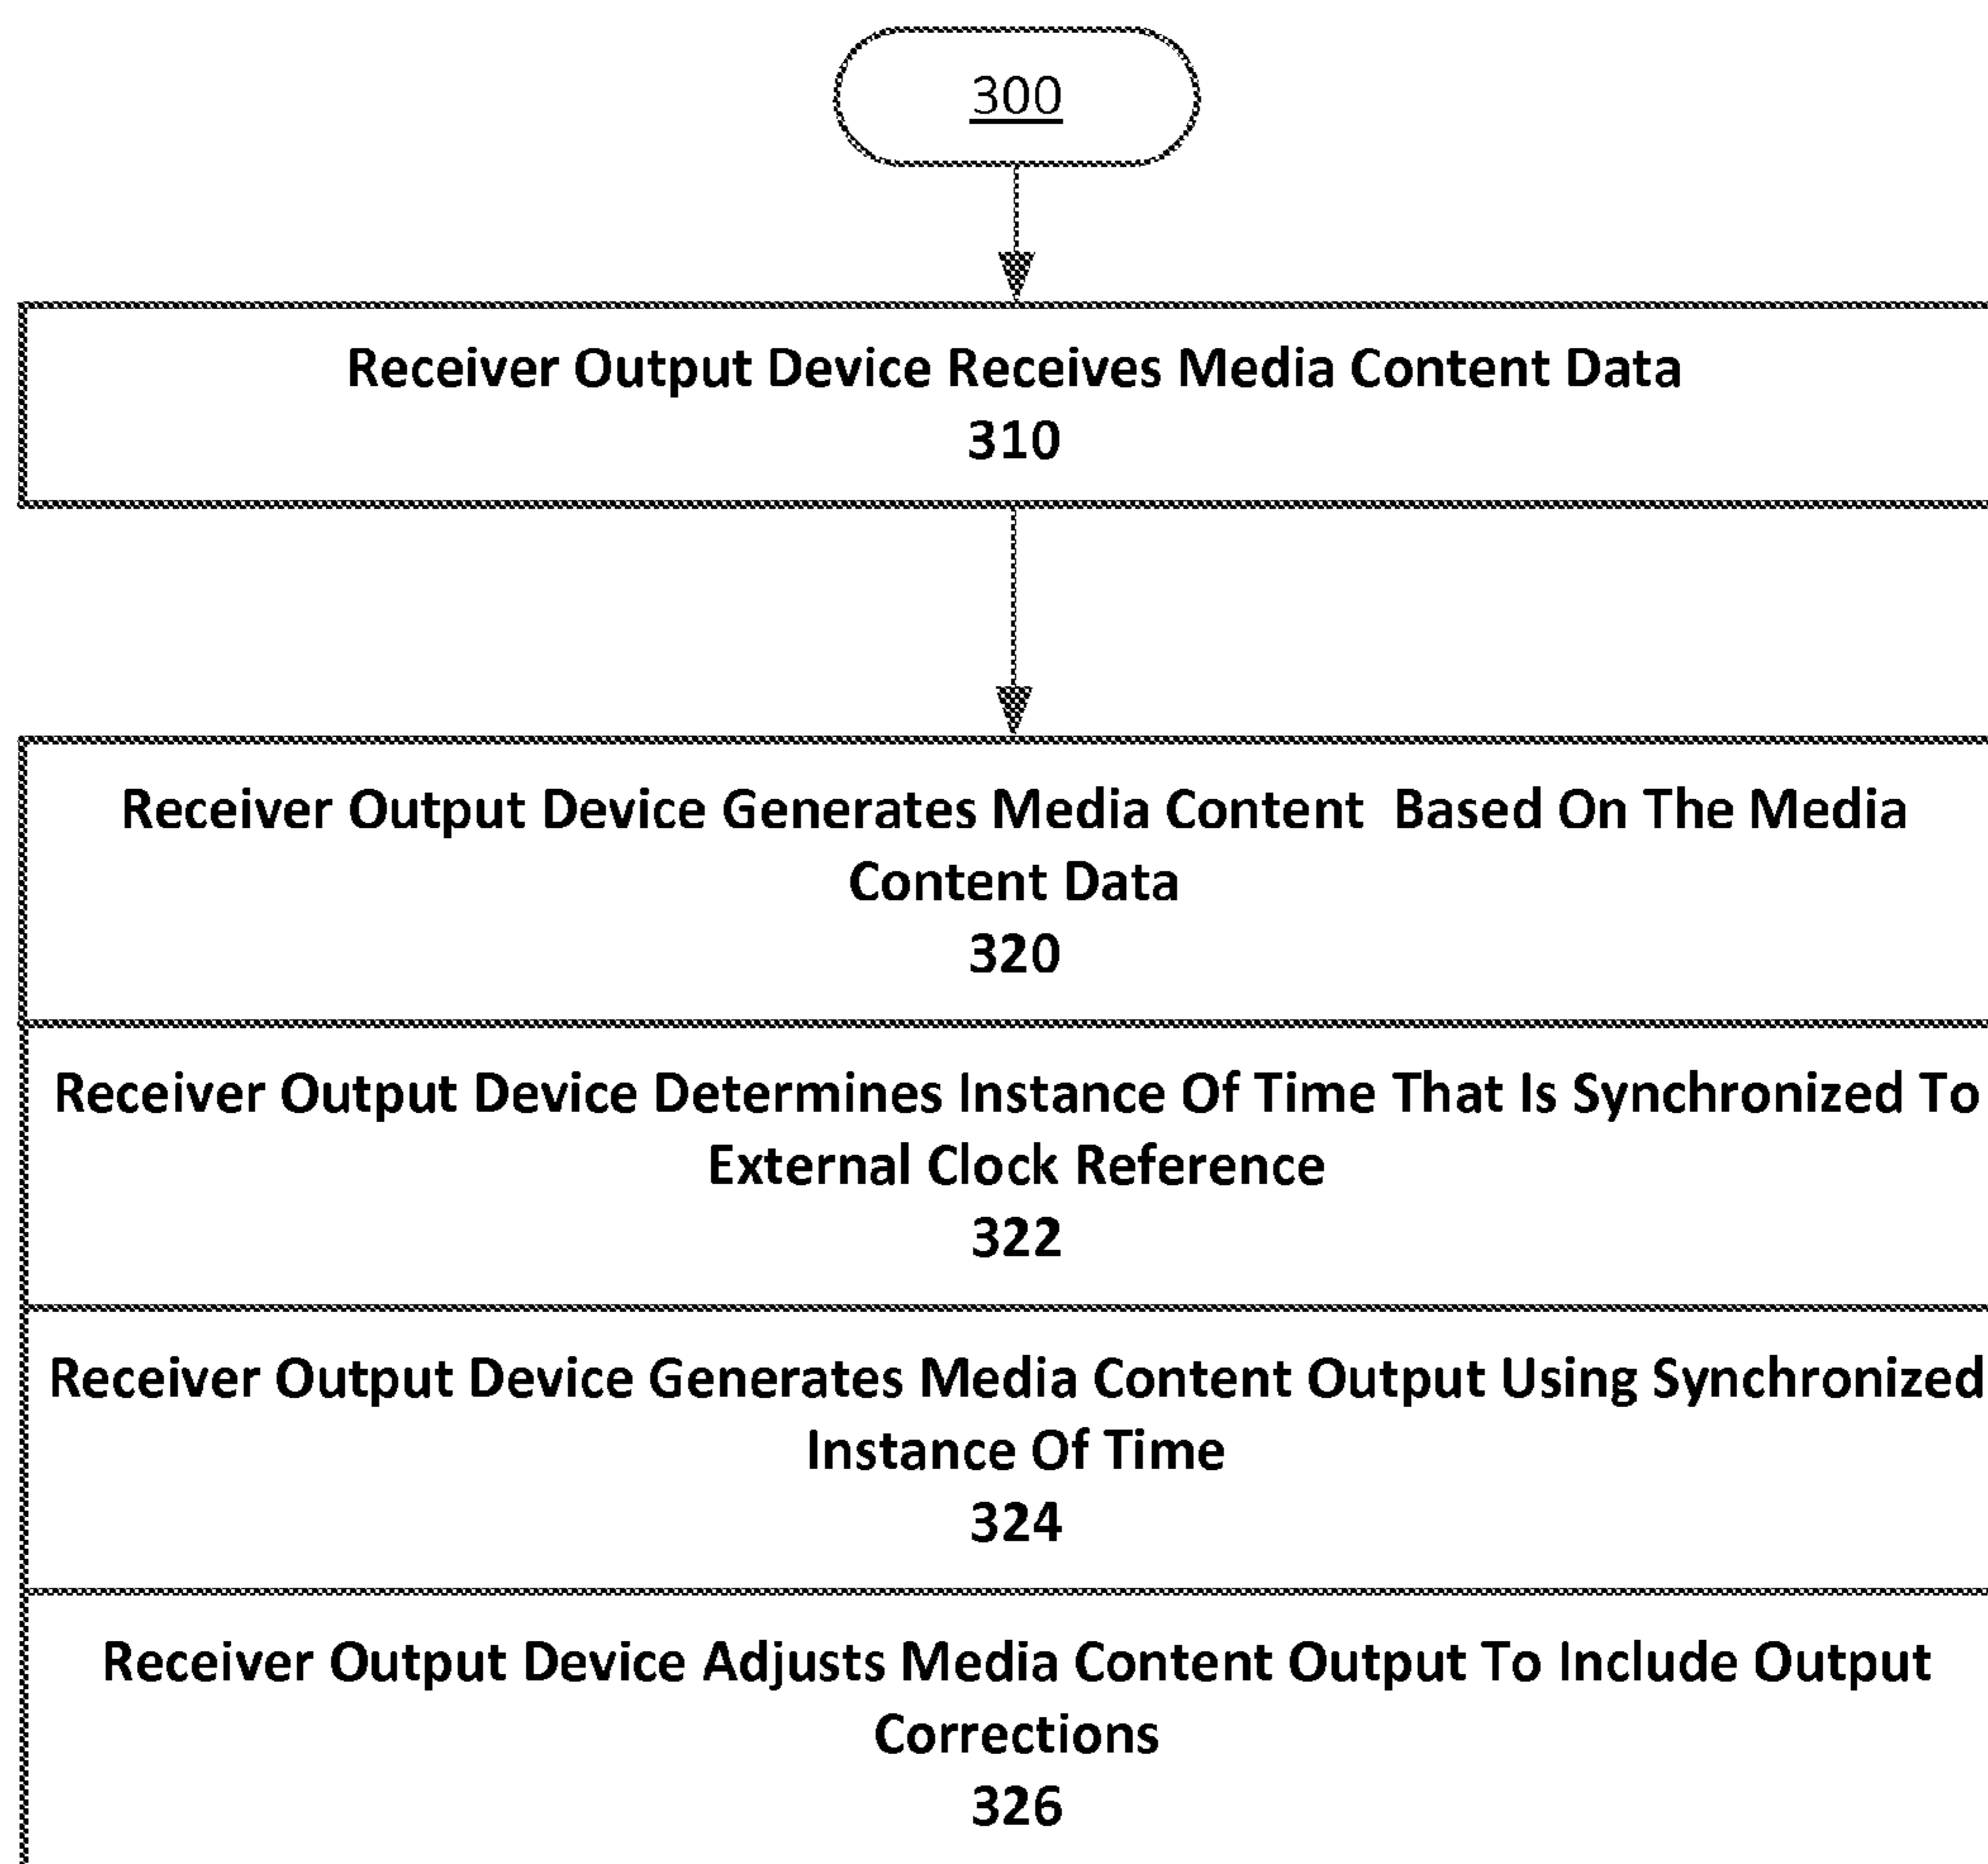 300
Receiver Output Device Receives Media Content Data
310
Receiver Output Device Generates Media Content Based On The Media
Content Data
320
Receiver Output Device Determines Instance Of Time That Is Synchronized To
External Clock Reference
322
Receiver Output Device Generates Media Content Output Using Synchronized
Instance Of Time
324
Receiver Output Device Adjusts Media Content Output To Include Output
Corrections
326